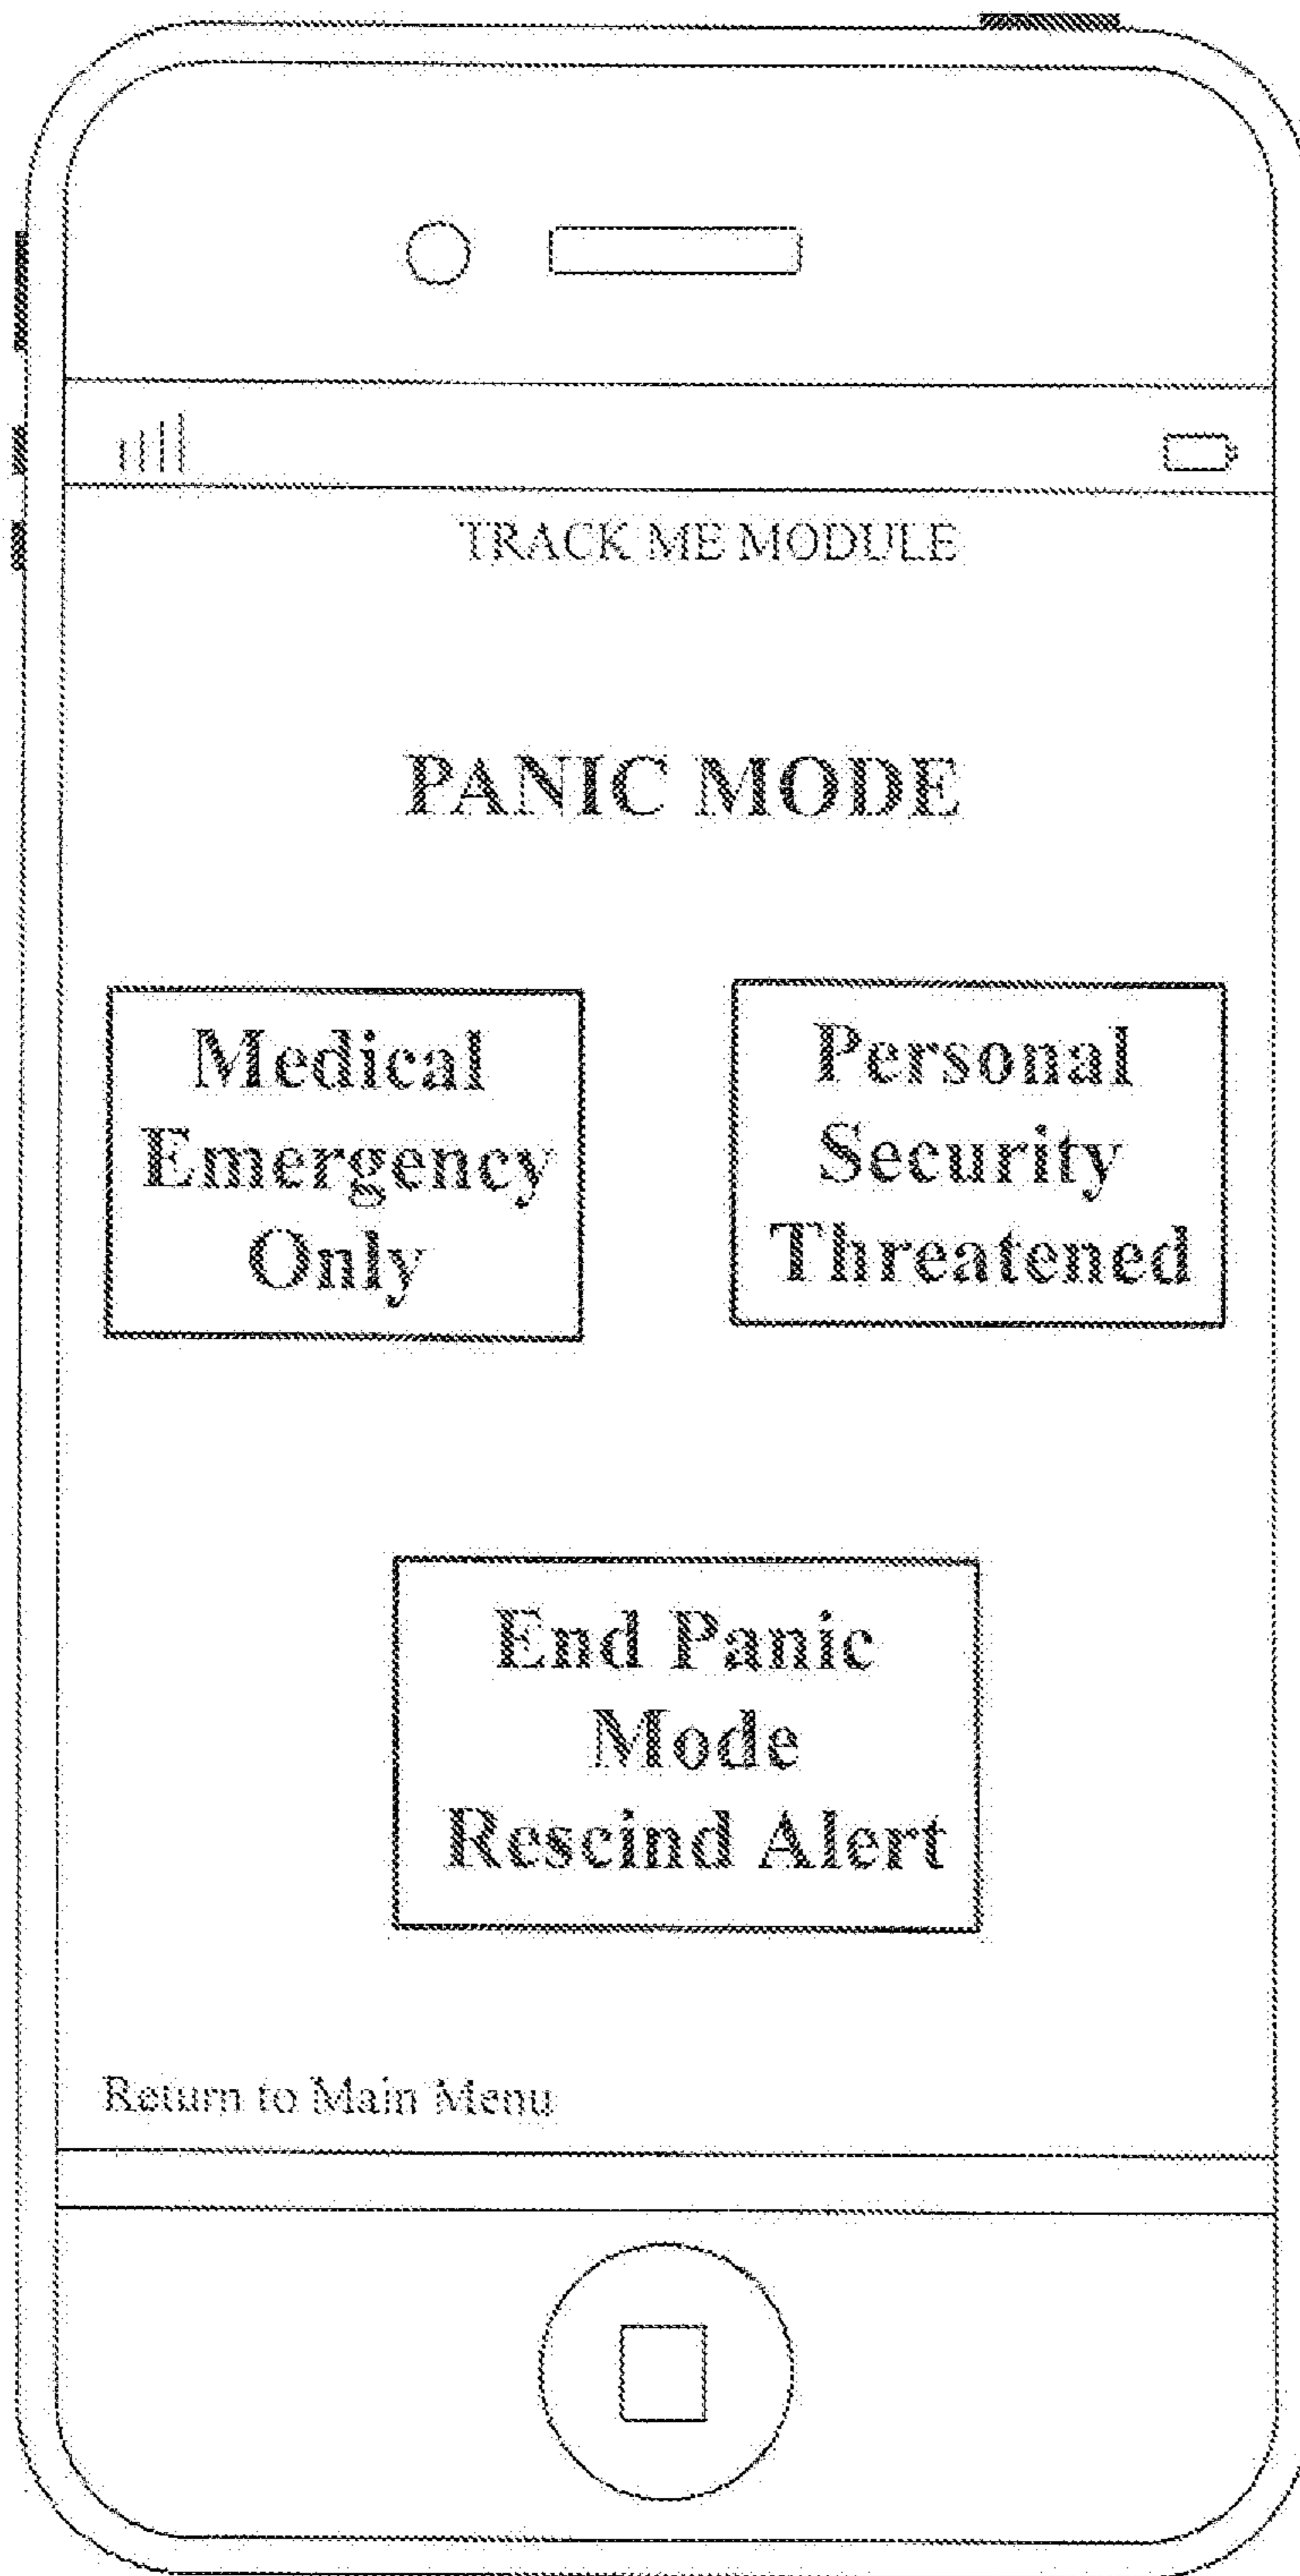 TRACK ME MODULE
PANIC MODE
Medical
Emergency
Only
Personal
Security
Threatened
End Panic
Mode
Rescind Alert
Return to Main Menu